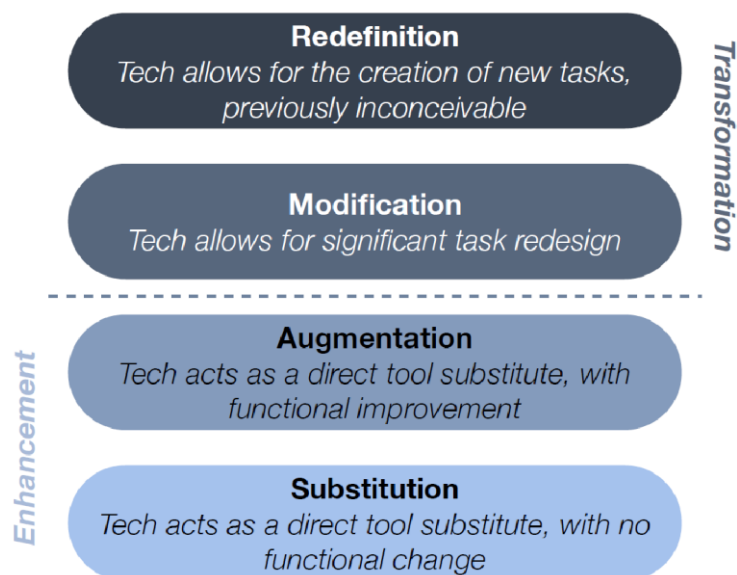 Redefinition
Tech allows for the creation of new tasks,
previously inconceivable
Modification
Tech allows for significant task redesign
Transformation
Augmentation
Tech acts as a direct tool substitute, with
functional improvement
Substitution
Tech acts as a direct tool substitute, with no
functional change
Enhancement